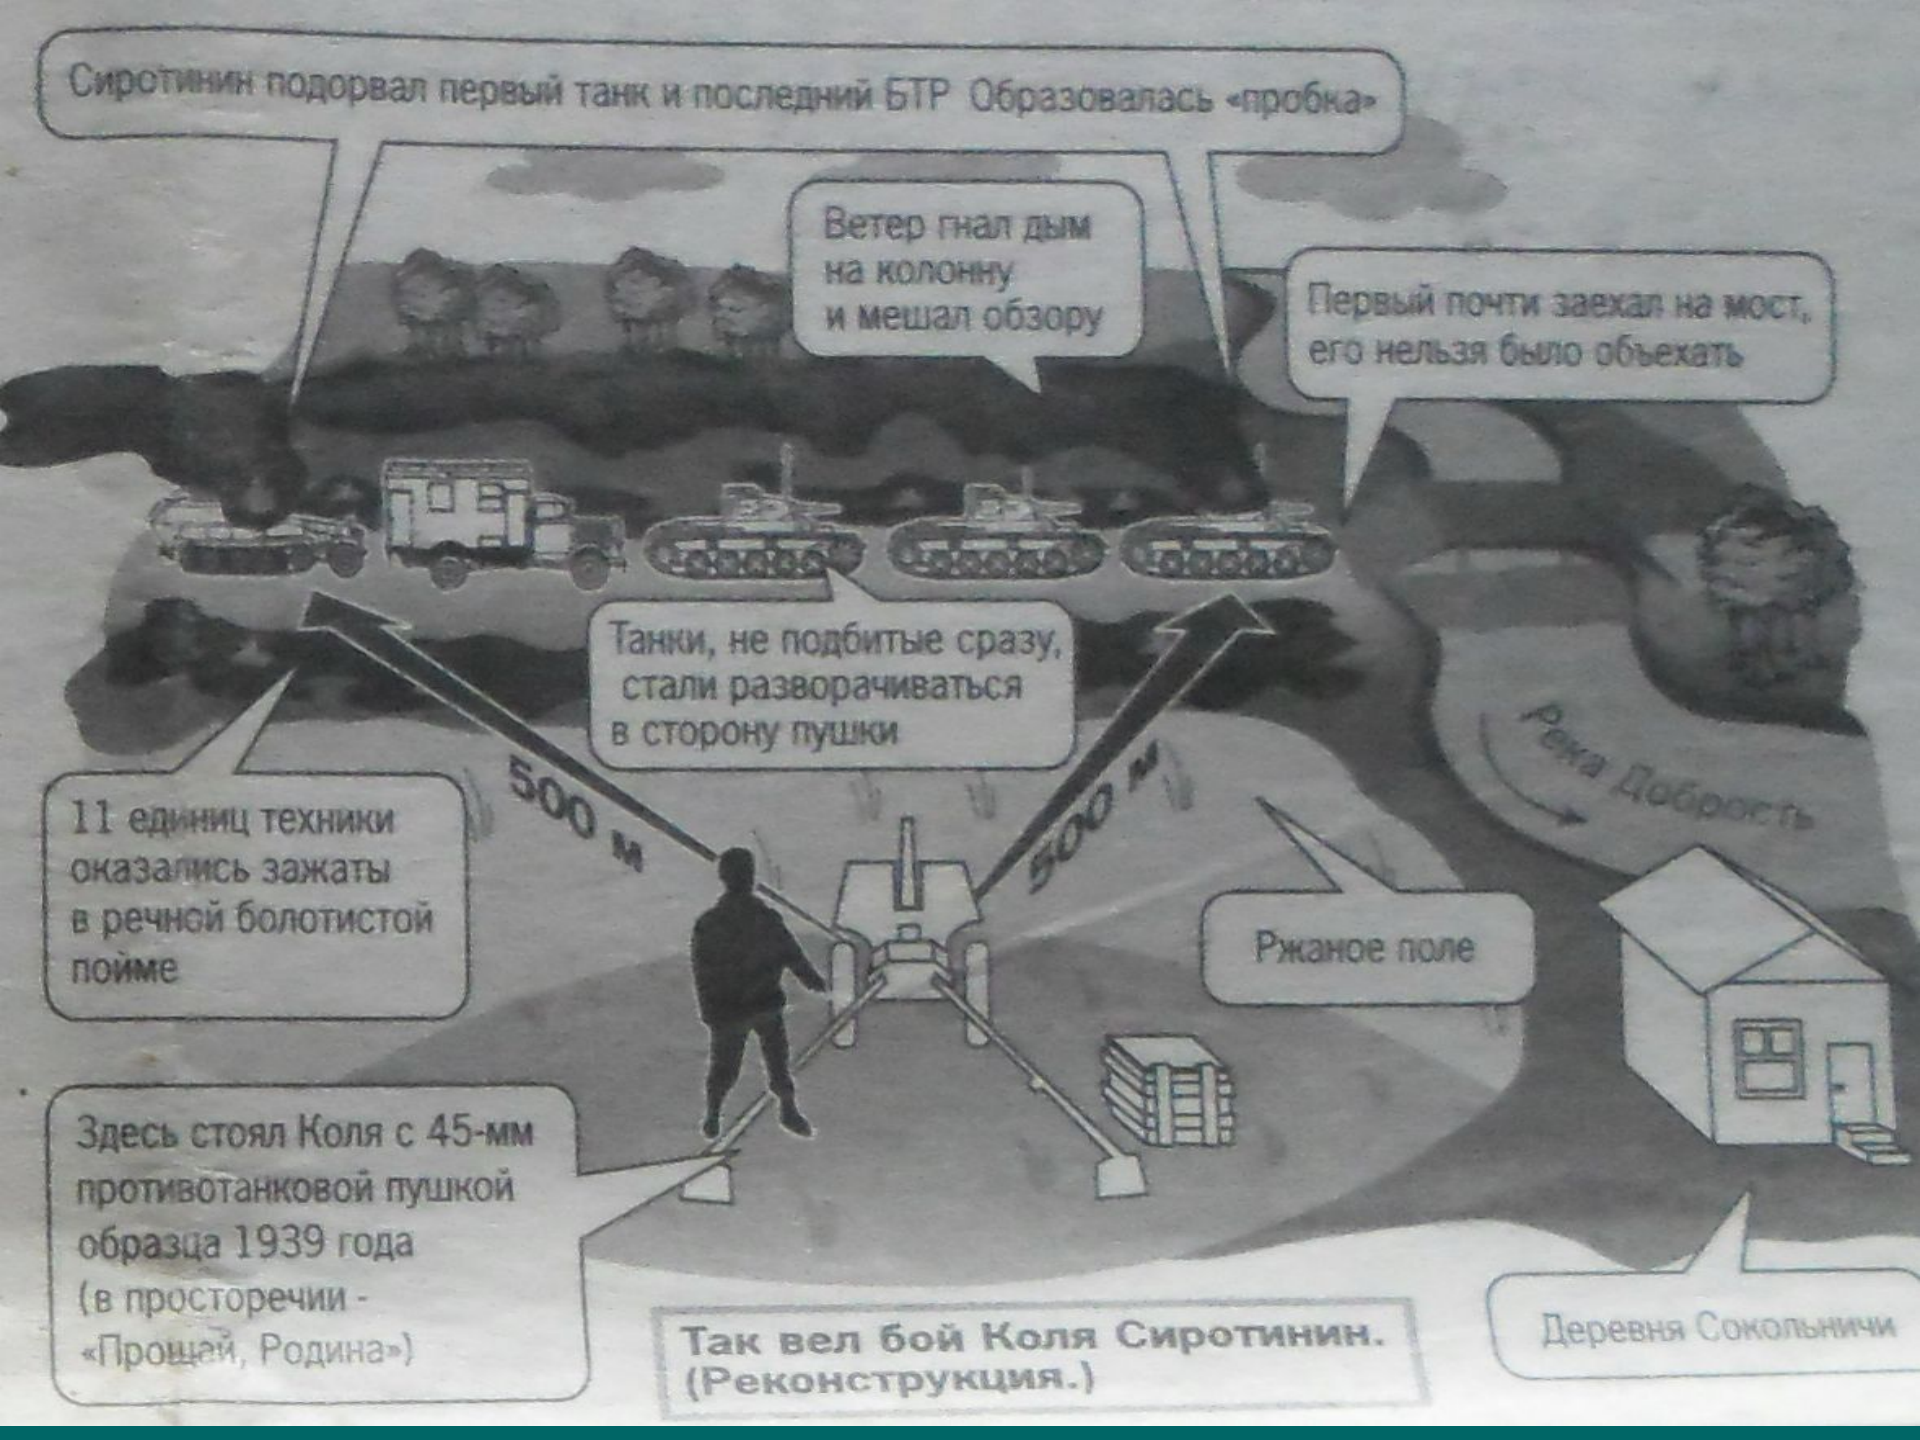 Сиротинин подорвал первый танк и последний БТР Образовалась «пробка»
Ветер гнал дым
на колонну
и мешал обзору
Первый почти заехал на мост,
его нельзя было объехать
Танки, не подбитые сразу,
стали разворачиваться
в сторону пушки
500 м
500 м
Река Добрость
11 единиц техники
оказались зажаты
в речной болотистой
пойме
Ржаное поле
Здесь стоял Коля с 45-мм
противотанковой пушкой
образца 1939 года
(в просторечии -
«Прощай, Родина»)
Так вел бой Коля Сиротинин.
(Реконструкция.)
Деревня Сокольничи